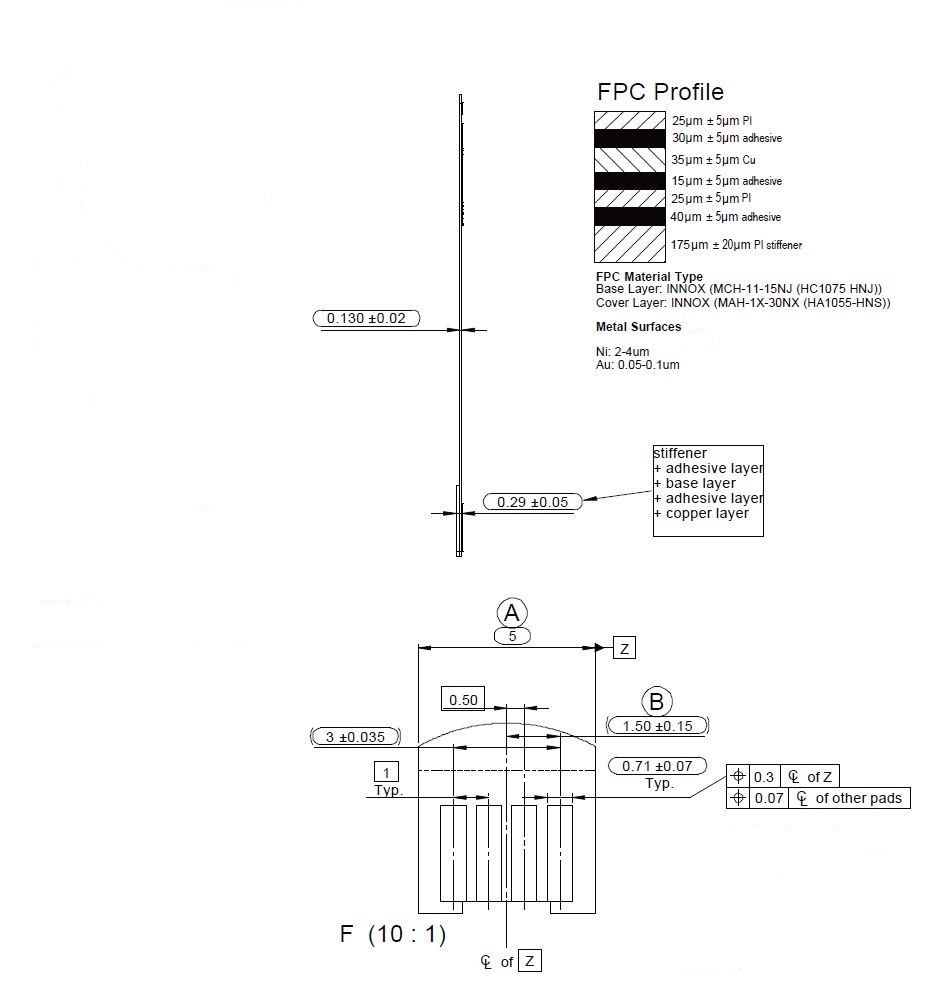 FPC Profile
25µm ± 5µm PI
30µm ± 5µm adhesive
35µm ± 5µm Cu
15µm ± 5µm adhesive
25µm ± 5µm PI
40µm ± 5µm adhesive
175µm ± 20µm PI stiffener
FPC Material Type
Base Layer: INNOX (MCH-11-15NJ (HC1075 HNJ))
Cover Layer: INNOX (MAH-1X-30NX (HA1055-HNS))
Metal Surfaces
Ni: 2-4um
Au: 0.05-0.1um
0.130 ±0.02
stiffener
+ adhesive layer
+ base layer
+ adhesive layer
+ copper layer
0.29 ±0.05
A
5
Z
0.50
B
(1.50 ±0.15)
(3 ±0.035)
0.71 ±0.07
Typ.
1
Typ.
⌖ 0.3 ℄ of Z
⌖ 0.07 ℄ of other pads
F (10 : 1)
℄ of Z